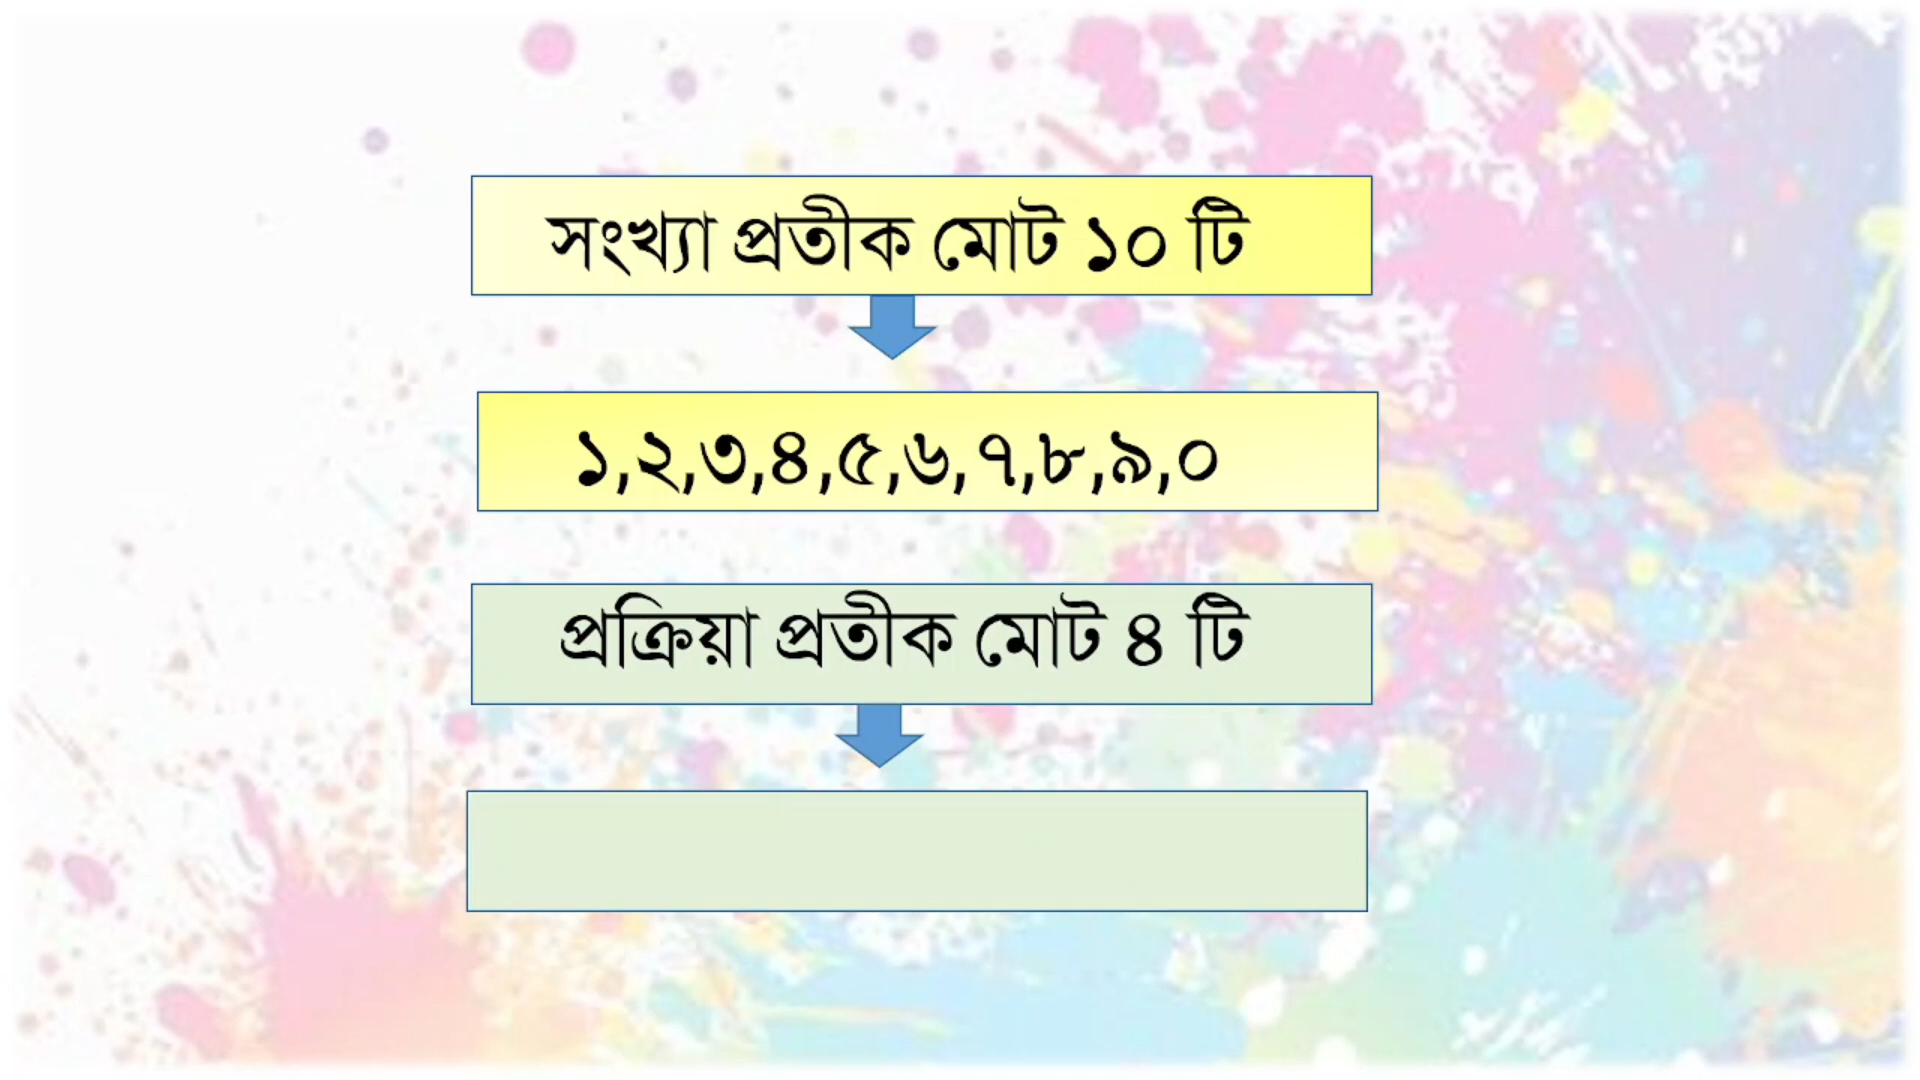 সংখ্যা প্রতীক মোট ১০ টি
১,২,৩,৪,৫,৬,৭,৮,৯,০
প্রক্রিয়া প্রতীক মোট ৪ টি